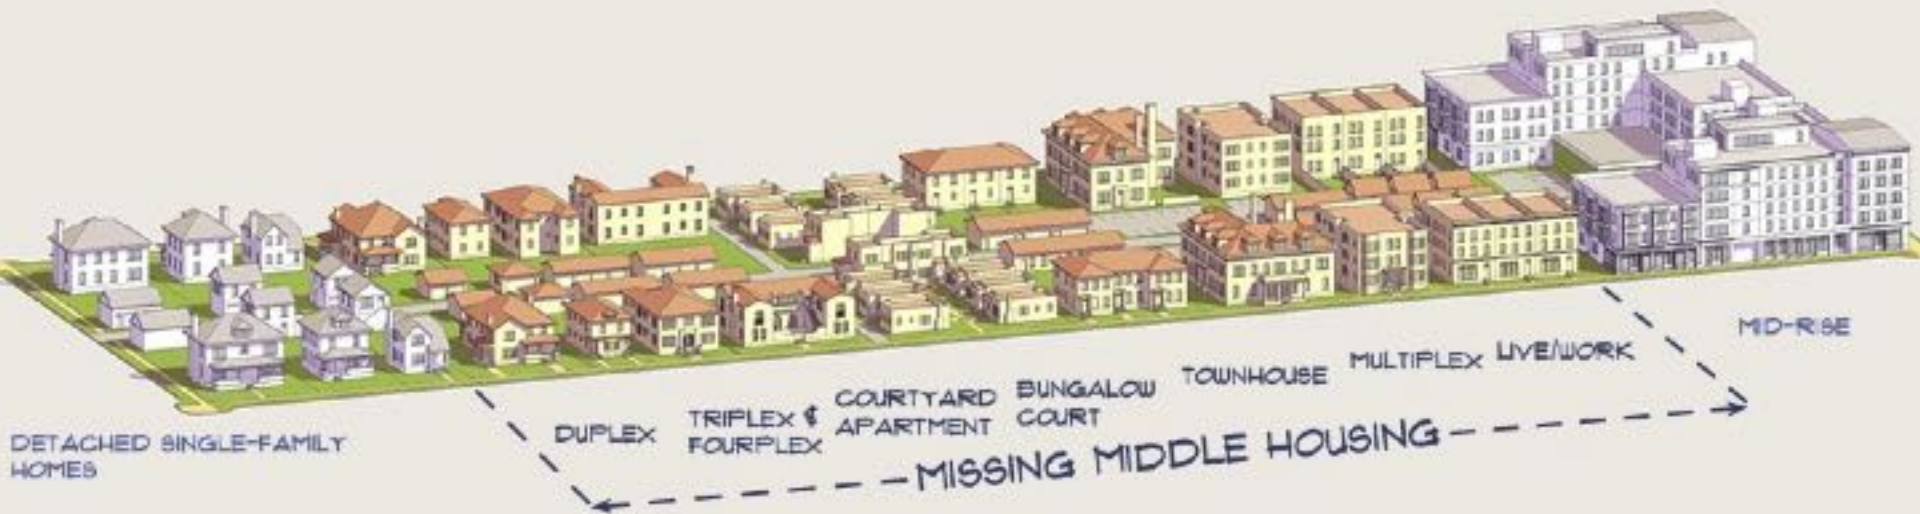 DETACHED SINGLE-FAMILY
HOMES
DUPLEX
TRIPLEX &
FOURPLEX
COURTYARD
APARTMENT
BUNGALOW
COURT
TOWNHOUSE
MULTIPLEX
LIVE/WORK
MID-RISE
MISSING MIDDLE HOUSING